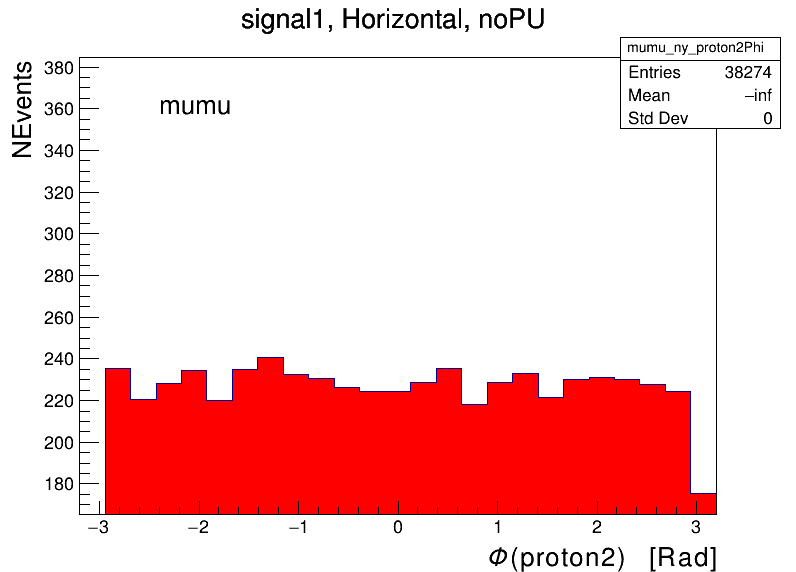 signal1, Horizontal, noPU
mumu_ny_proton2Phi
Entries 38274
Mean −inf
Std Dev 0
NEvents
mumu
380
360
340
320
300
280
260
240
220
200
180
−3 −2 −1 0 1 2 3
Φ(proton2) [Rad]